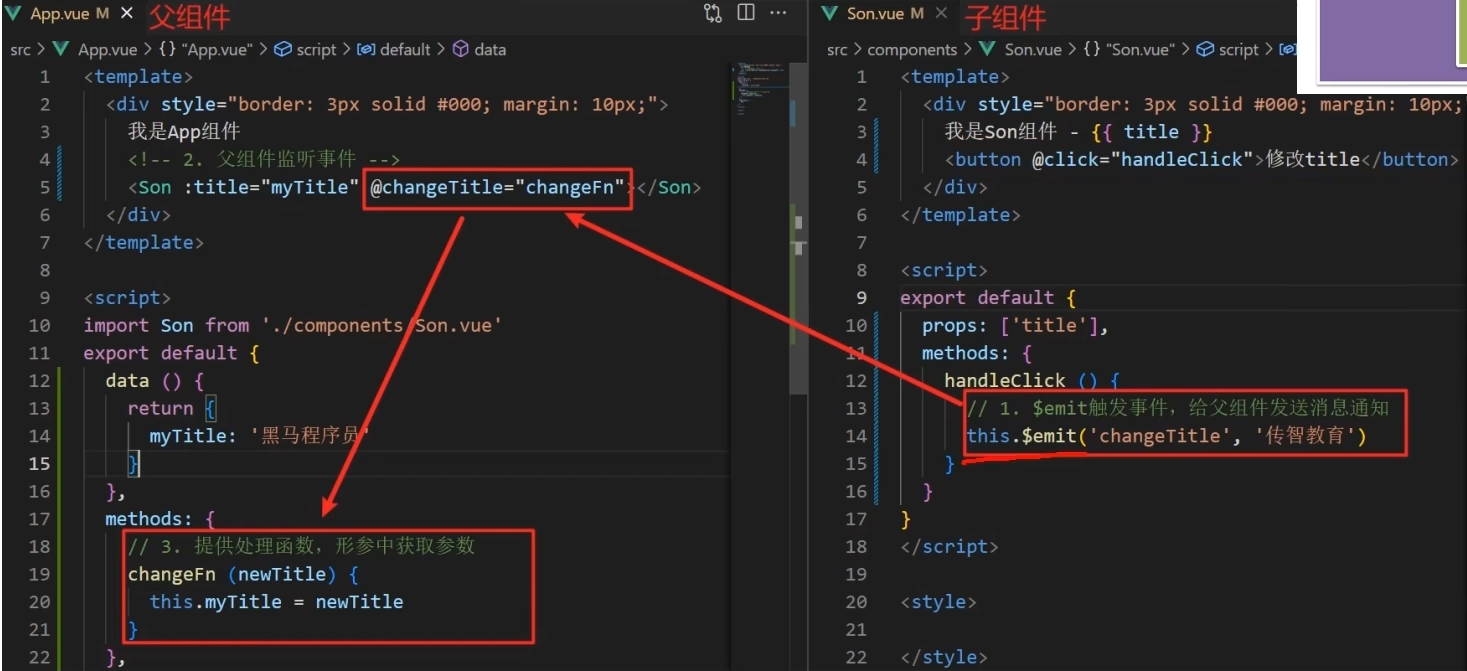 App.vue M × 父组件
src > App.vue > {} "App.vue" > script > default > data
1 <template>
2 <div style="border: 3px solid #000; margin: 10px;">
3 我是App组件
4 <!-- 2. 父组件监听事件 -->
5 <Son :title="myTitle" @changeTitle="changeFn"></Son>
6 </div>
7 </template>
8
9 <script>
10 import Son from './components/Son.vue'
11 export default {
12 data () {
13 return {
14 myTitle: '黑马程序员'
15 }
16 },
17 methods: {
18 // 3. 提供处理函数，形参中获取参数
19 changeFn (newTitle) {
20 this.myTitle = newTitle
21 }
22 },
Son.vue M × 子组件
src > components > Son.vue > {} "Son.vue" > script >
1 <template>
2 <div style="border: 3px solid #000; margin: 10px;
3 我是Son组件 - {{ title }}
4 <button @click="handleClick">修改title</button>
5 </div>
6 </template>
7
8 <script>
9 export default {
10 props: ['title'],
11 methods: {
12 handleClick () {
13 // 1. $emit触发事件，给父组件发送消息通知
14 this.$emit('changeTitle', '传智教育')
15 }
16 }
17 }
18 </script>
19
20 <style>
21
22 </style>